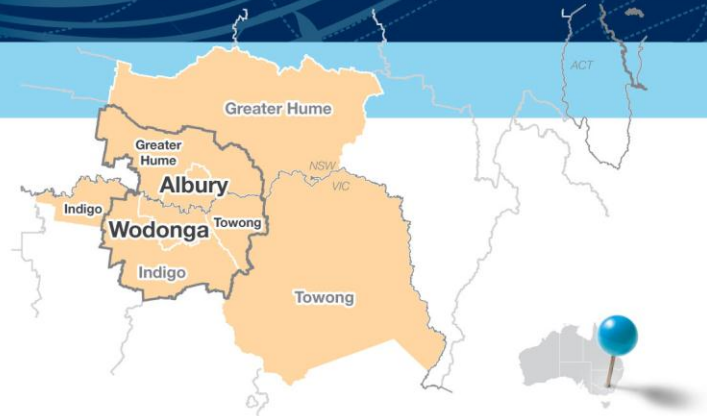 ACT
Greater Hume
Greater
Hume
NSW
Albury
VIC
Indigo
Wodonga
Towong
Indigo
Towong